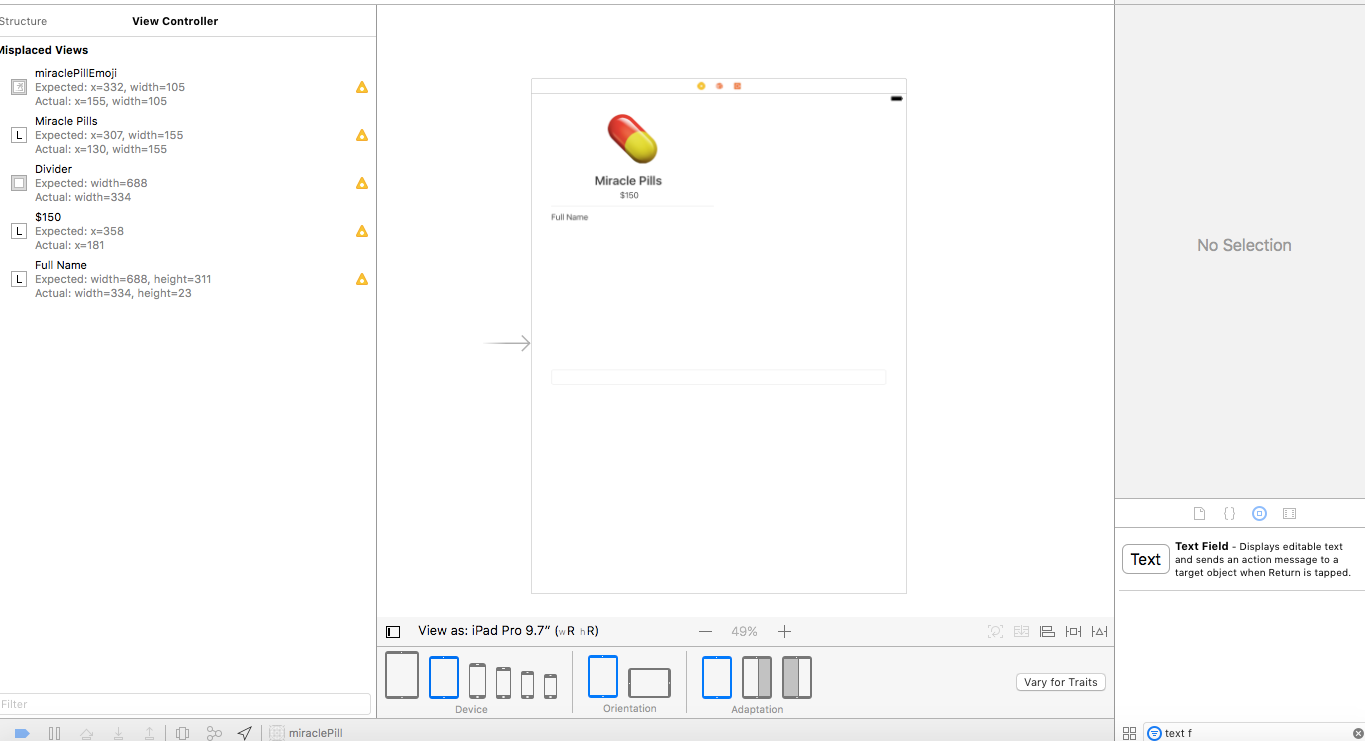 Structure
View Controller
Misplaced Views
miraclePillEmoji
Expected: x=332, width=105
Actual: x=155, width=105
L
Miracle Pills
Expected: x=307, width=155
Actual: x=130, width=155
Divider
Expected: width=688
Actual: width=334
L
$150
Expected: x=358
Actual: x=181
L
Full Name
Expected: width=688, height=311
Actual: width=334, height=23
Filter
miraclePill
Miracle Pills
$150
Full Name
View as: iPad Pro 9.7” (wR hR)
49%
Device
Orientation
Adaptation
Vary for Traits
No Selection
{}
Text
Text Field - Displays editable text
and sends an action message to a
target object when Return is tapped.
text f